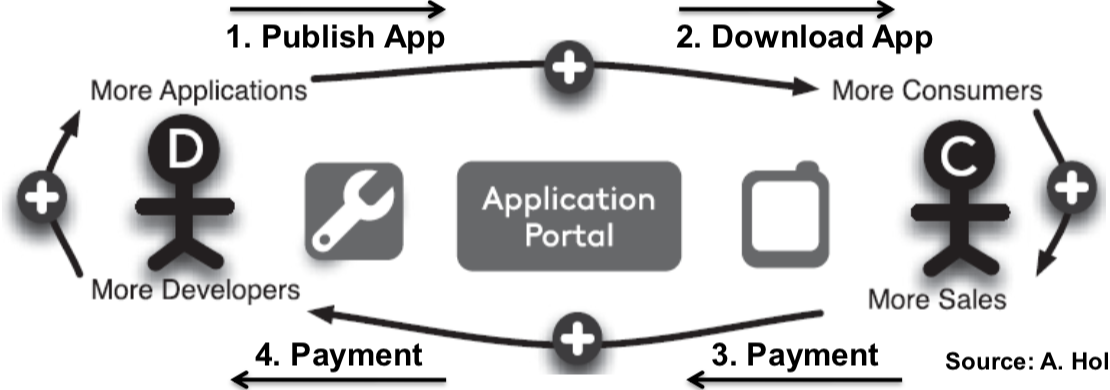 1. Publish App
2. Download App
More Applications
More Consumers
D
C
Application
Portal
More Developers
More Sales
4. Payment
3. Payment
Source: A. Hol